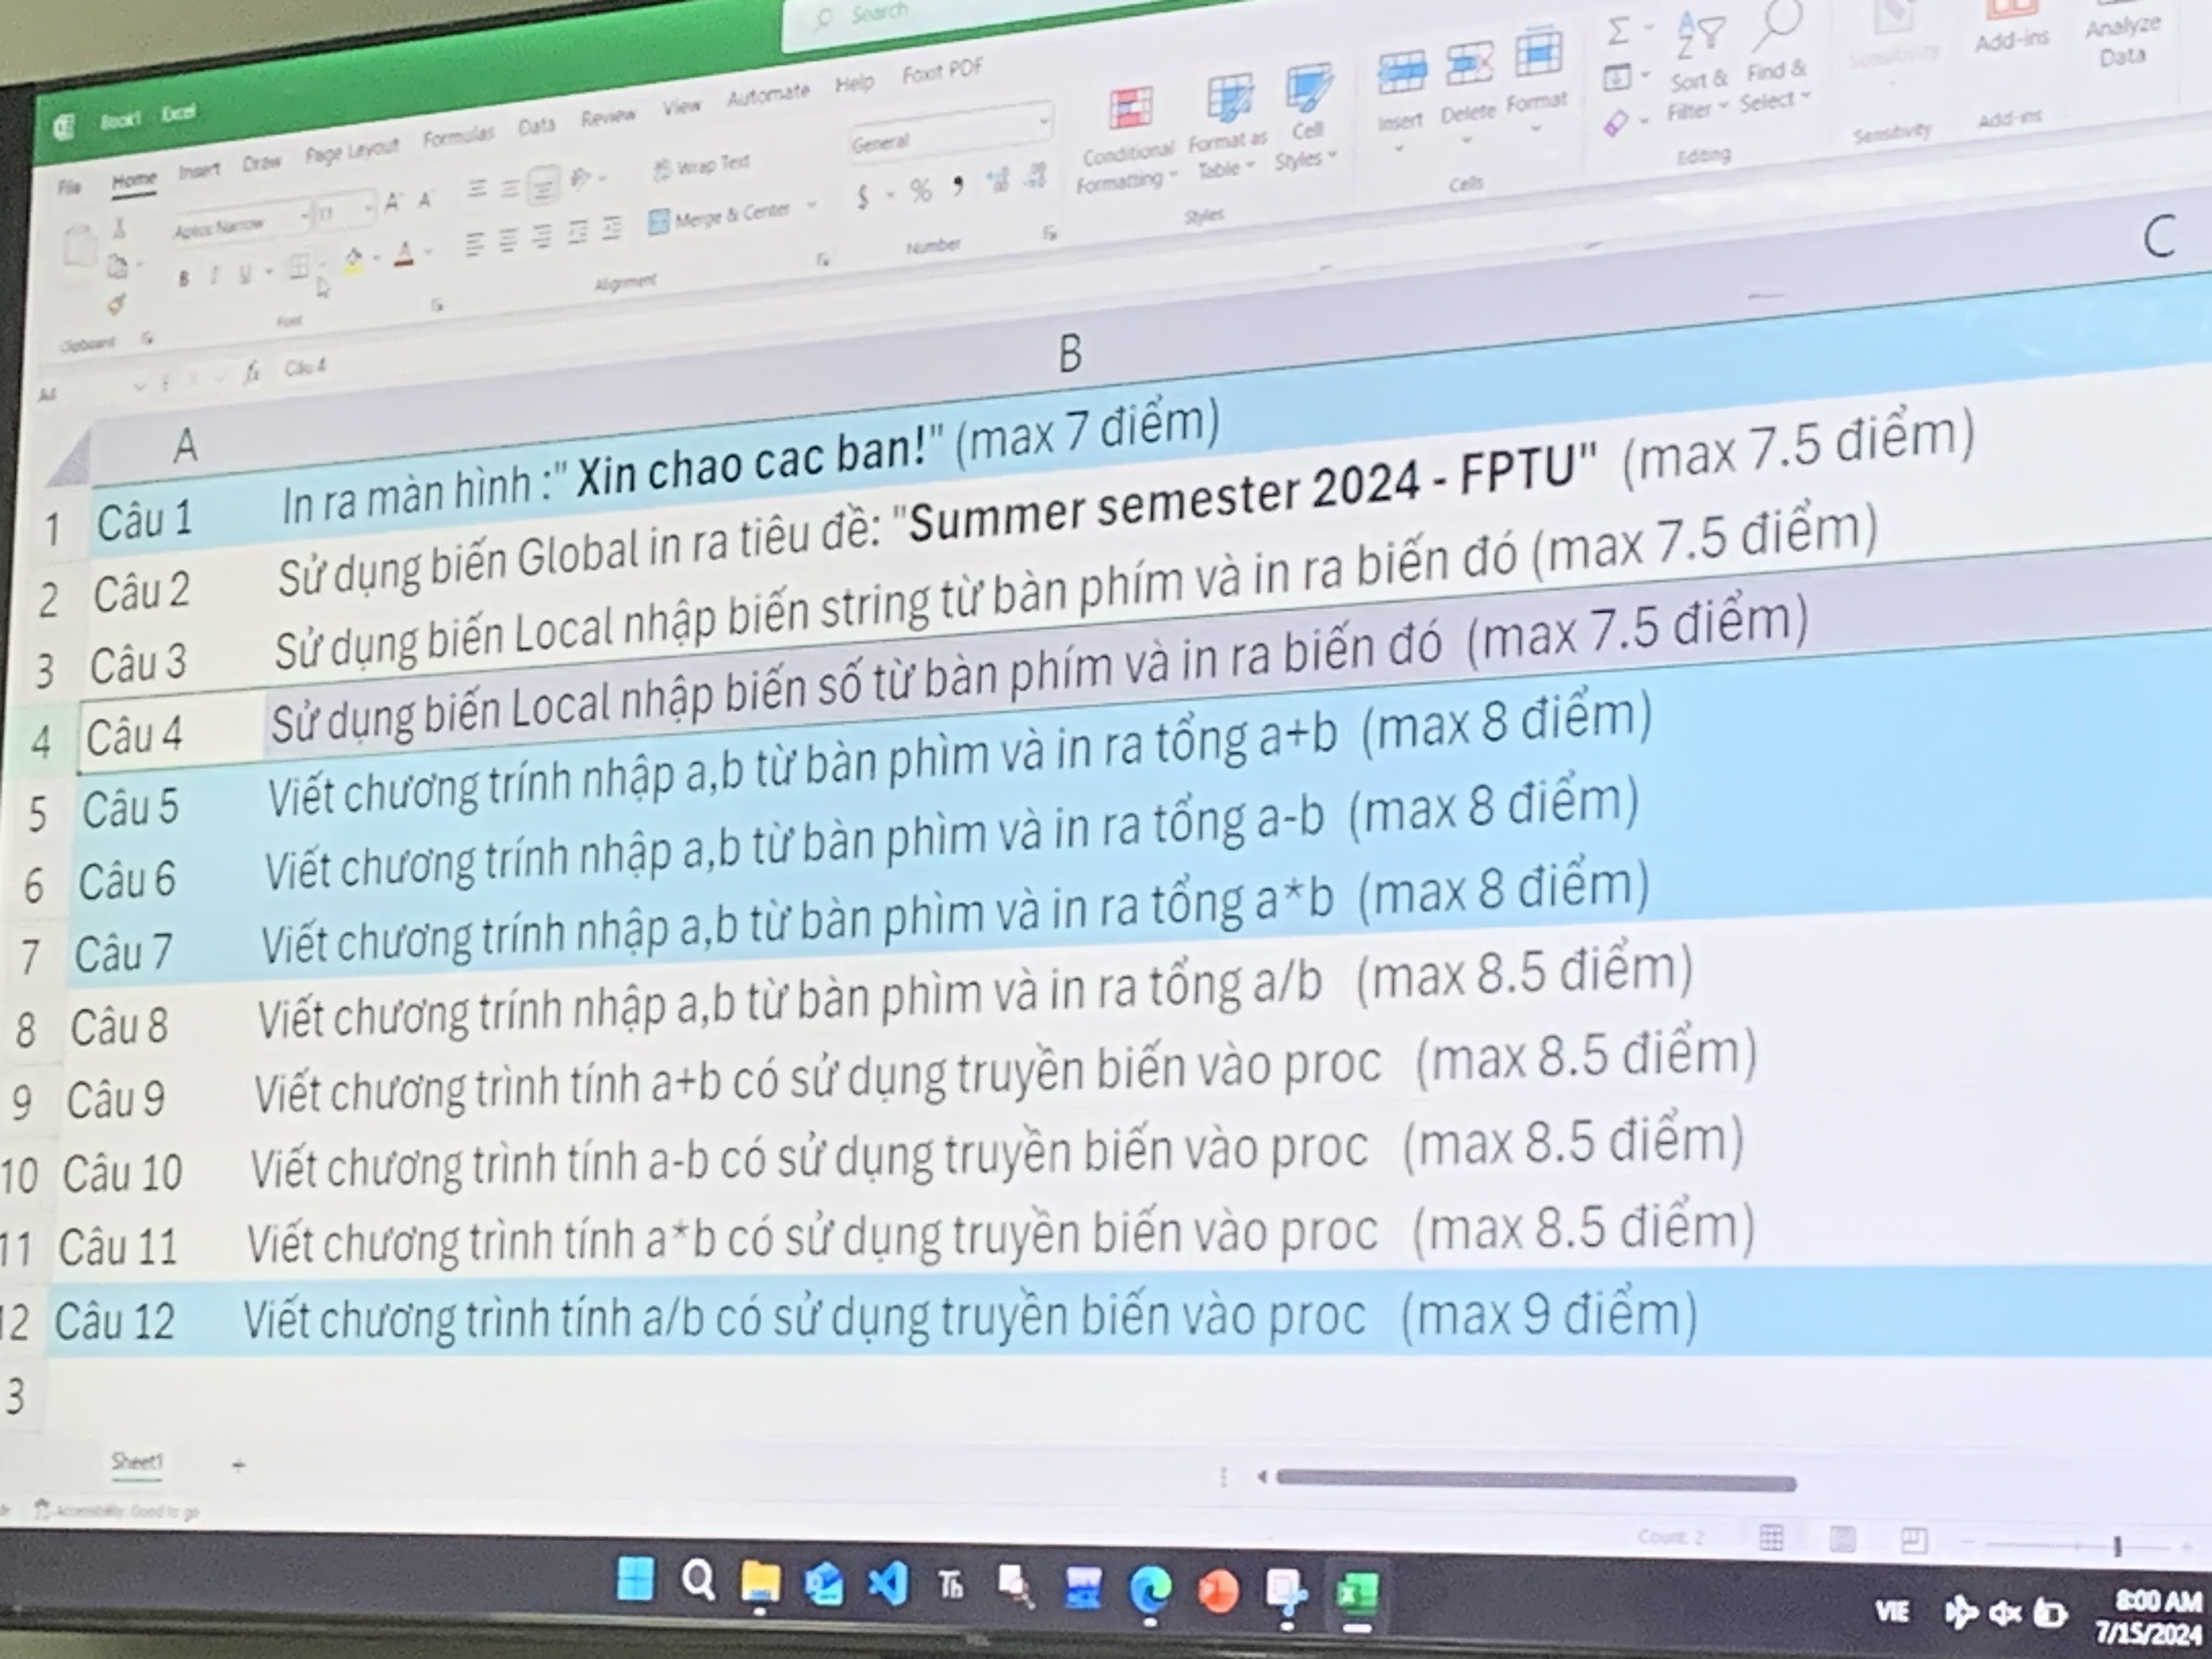 Search
Book1 Excel
File Home Insert Draw Page Layout Formulas Data Review View Automate Help Foxit PDF
Aptos Narrow 11 Wrap Text General Conditional Formatting Format as Table Cell Styles Insert Delete Format Sort & Filter Find & Select Sensitivity Add-ins Analyze Data
B I U Merge & Center $ % ,
Clipboard Font Alignment Number Styles Cells Editing Sensitivity Add-ins
A4 fx Câu 4
A B C
1 Câu 1 In ra màn hình :" Xin chao cac ban!" (max 7 điểm)
2 Câu 2 Sử dụng biến Global in ra tiêu đề: "Summer semester 2024 - FPTU" (max 7.5 điểm)
3 Câu 3 Sử dụng biến Local nhập biến string từ bàn phím và in ra biến đó (max 7.5 điểm)
4 Câu 4 Sử dụng biến Local nhập biến số từ bàn phím và in ra biến đó (max 7.5 điểm)
5 Câu 5 Viết chương trính nhập a,b từ bàn phìm và in ra tổng a+b (max 8 điểm)
6 Câu 6 Viết chương trính nhập a,b từ bàn phìm và in ra tổng a-b (max 8 điểm)
7 Câu 7 Viết chương trính nhập a,b từ bàn phìm và in ra tổng a*b (max 8 điểm)
8 Câu 8 Viết chương trính nhập a,b từ bàn phìm và in ra tổng a/b (max 8.5 điểm)
9 Câu 9 Viết chương trình tính a+b có sử dụng truyền biến vào proc (max 8.5 điểm)
10 Câu 10 Viết chương trình tính a-b có sử dụng truyền biến vào proc (max 8.5 điểm)
11 Câu 11 Viết chương trình tính a*b có sử dụng truyền biến vào proc (max 8.5 điểm)
12 Câu 12 Viết chương trình tính a/b có sử dụng truyền biến vào proc (max 9 điểm)
3
Sheet1 +
Accessibility: Good to go
Count: 2
Th
VIE 8:00 AM
7/15/2024